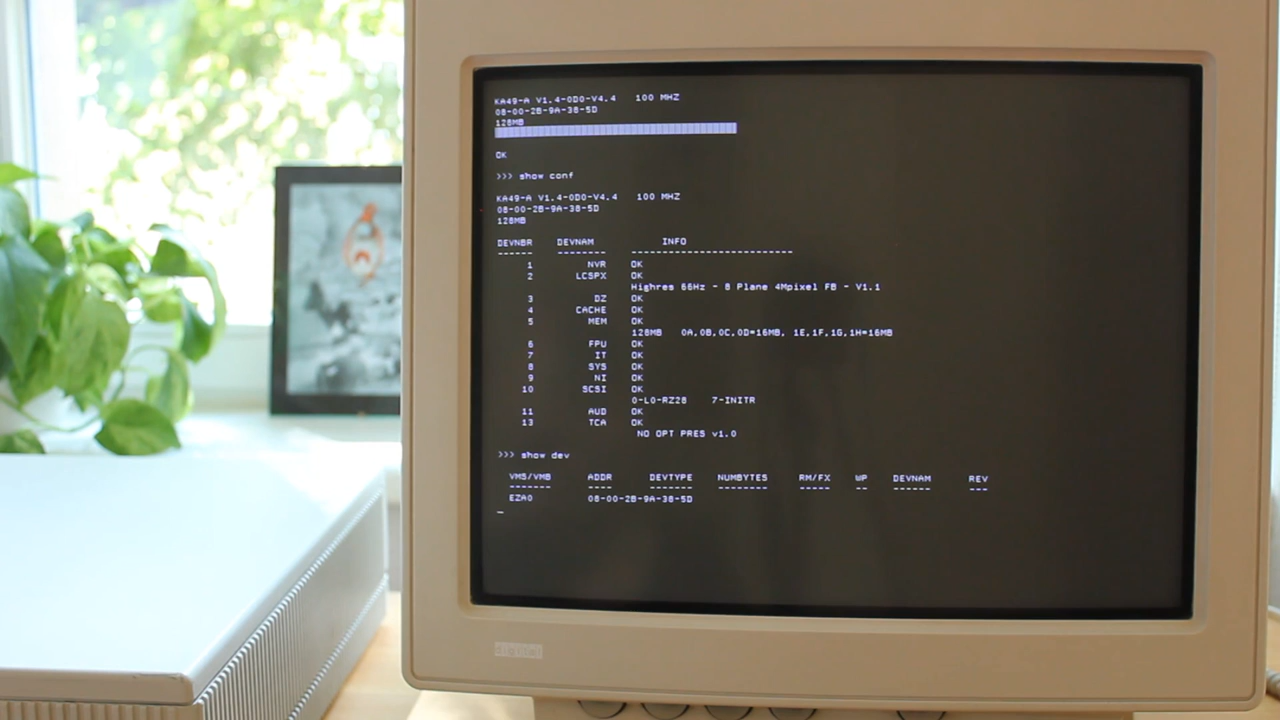 KA49-A V1.4-0D0-V4.4 100 MHZ
08-00-2B-9A-38-5D
128MB
OK
>>> show conf
KA49-A V1.4-0D0-V4.4 100 MHZ
08-00-2B-9A-38-5D
128MB
DEVNBR DEVNAM INFO
------ ------ --------------------------
1 NVR OK
2 LCSPX OK
Highres 66Hz - 8 Plane 4Mpixel FB - V1.1
3 DZ OK
4 CACHE OK
5 MEM OK
128MB 0A,0B,0C,0D=16MB, 1E,1F,1G,1H=16MB
6 FPU OK
7 IT OK
8 SYS OK
9 NI OK
10 SCSI OK
0-L0-RZ28 7-INITR
11 AUD OK
13 TCA OK
NO OPT PRES v1.0
>>> show dev
VMS/VMB ADDR DEVTYPE NUMBYTES RM/FX WP DEVNAM REV
------- ---- ------- -------- ----- -- ------ ---
EZA0 08-00-2B-9A-38-5D
_
digital